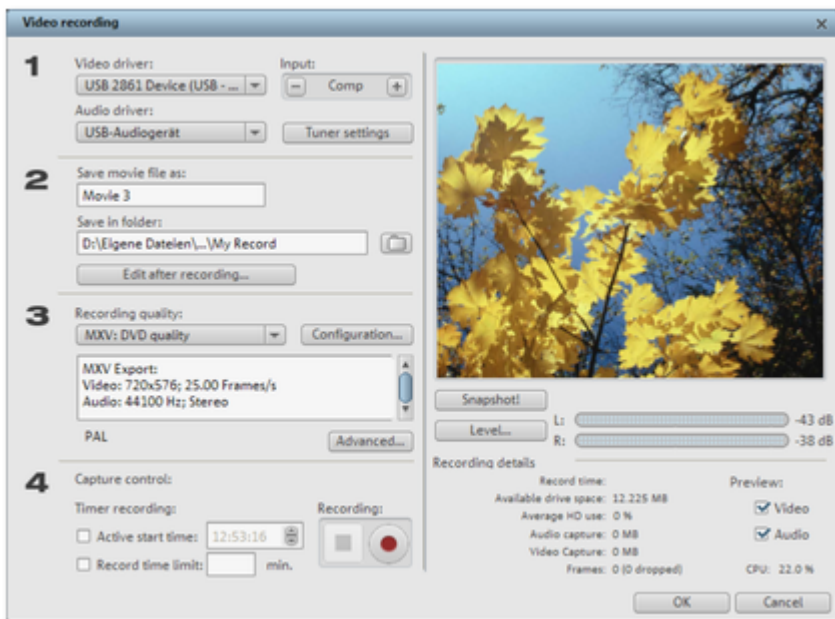 Video recording
1
Video driver:
Input:
USB 2861 Device (USB - ...
Comp
Audio driver:
USB-Audiogerät
Tuner settings
2
Save movie file as:
Movie 3
Save in folder:
D:\Eigene Dateien\,...\My Record
Edit after recording...
3
Recording quality:
MXV: DVD quality
Configuration...
MXV Export:
Video: 720x576; 25.00 Frames/s
Audio: 44100 Hz; Stereo
PAL
Advanced...
4
Capture control:
Timer recording:
Recording:
Active start time: 12:53:16
Record time limit: min.
Snapshot!
Level...
L: -43 dB
R: -38 dB
Recording details
Record time:
Available drive space: 12.225 MB
Average HD use: 0 %
Audio capture: 0 MB
Video Capture: 0 MB
Frames: 0 (0 dropped)
Preview:
Video
Audio
CPU: 22.0 %
OK
Cancel